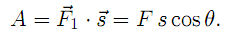 A = \vec{F}_1 \cdot \vec{s} = F s \cos \theta.